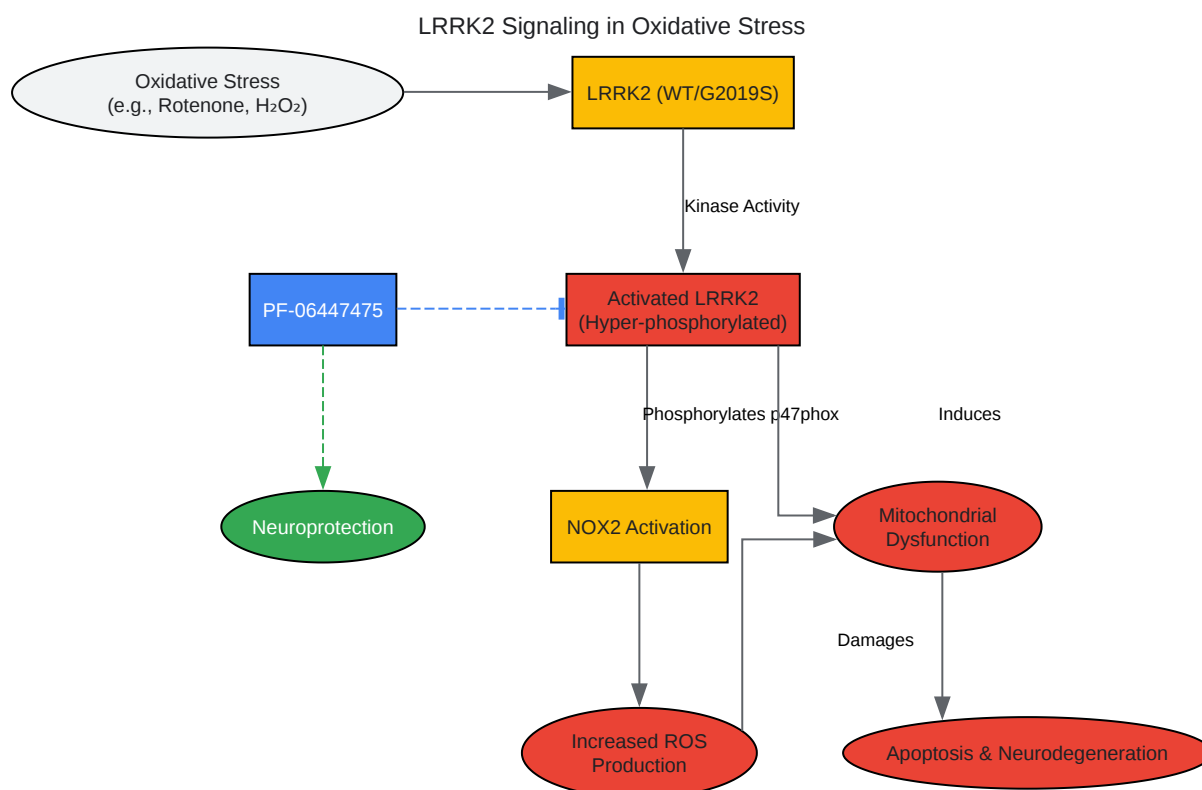 LRRK2 Signaling in Oxidative Stress
Oxidative Stress
(e.g., Rotenone, H₂O₂)
LRRK2 (WT/G2019S)
Kinase Activity
PF-06447475
Activated LRRK2
(Hyper-phosphorylated)
Phosphorylates p47phox
Induces
Neuroprotection
NOX2 Activation
Mitochondrial
Dysfunction
Damages
Increased ROS
Production
Apoptosis & Neurodegeneration